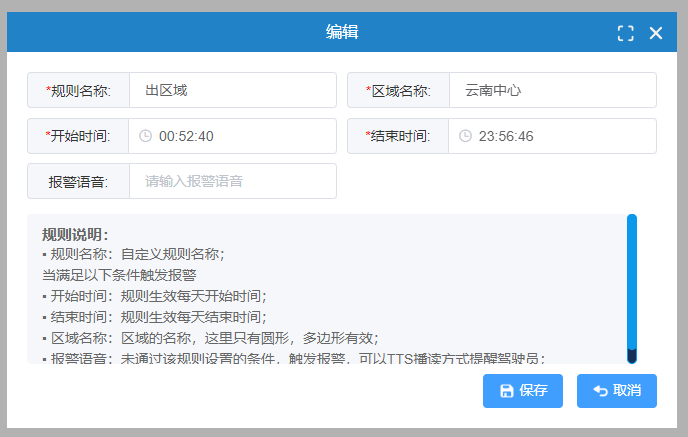 编辑
*规则名称: 出区域 *区域名称: 云南中心
*开始时间: 00:52:40 *结束时间: 23:56:46
报警语音: 请输入报警语音
规则说明：
▪ 规则名称：自定义规则名称；
当满足以下条件触发报警
▪ 开始时间：规则生效每天开始时间；
▪ 结束时间：规则生效每天结束时间；
▪ 区域名称：区域的名称，这里只有圆形，多边形有效；
▪ 报警语音：未通过该规则设置的条件，触发报警，可以TTS播读方式提醒驾驶员；
保存 取消